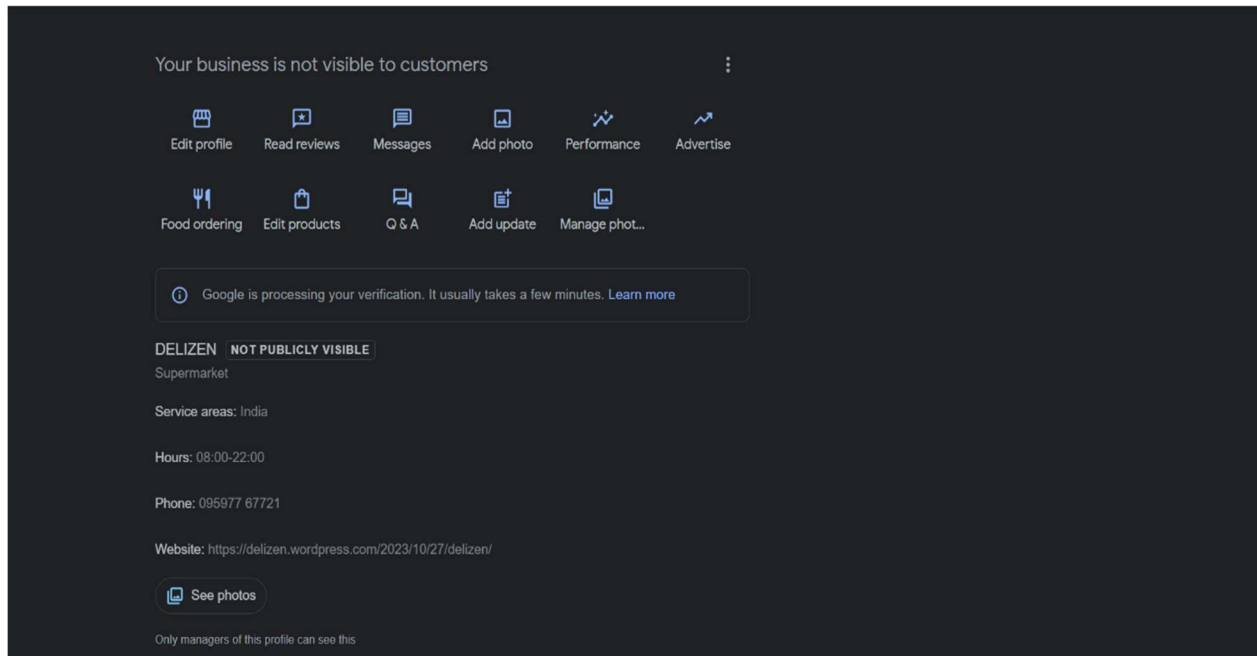 Your business is not visible to customers
Edit profile Read reviews Messages Add photo Performance Advertise
Food ordering Edit products Q & A Add update Manage phot...
Google is processing your verification. It usually takes a few minutes. Learn more
DELIZEN NOT PUBLICLY VISIBLE
Supermarket
Service areas: India
Hours: 08:00-22:00
Phone: 095977 67721
Website: https://delizen.wordpress.com/2023/10/27/delizen/
See photos
Only managers of this profile can see this